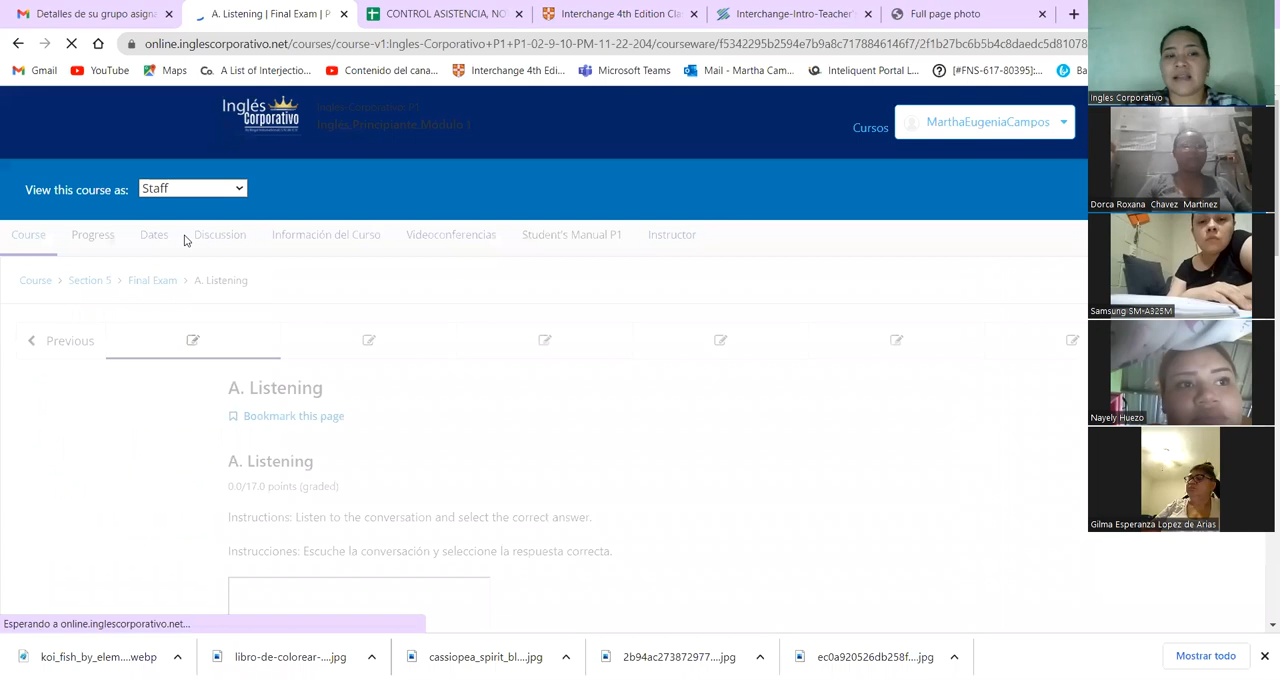 Detalles de su grupo asigna
A. Listening | Final Exam | P
CONTROL ASISTENCIA, NO
Interchange 4th Edition Cla
Interchange-Intro-Teacher'
Full page photo
online.inglescorporativo.net/courses/course-v1:Ingles-Corporativo+P1+P1-02-9-10-PM-11-22-204/courseware/f5342295b2594e7b9a8c7178846146f7/2f1b27bc6b5b4c8daedc5d81078
Gmail
YouTube
Maps
A List of Interjectio...
Contenido del cana...
Interchange 4th Edi...
Microsoft Teams
Mail - Martha Cam...
Inteliquent Portal L...
[#FNS-617-80395]:...
Ba
Inglés Corporativo
Ingles-Corporativo: P1
Inglés Principiante Módulo 1
Cursos
MarthaEugeniaCampos
View this course as:
Staff
Course
Progress
Dates
Discussion
Información del Curso
Videoconferencias
Student's Manual P1
Instructor
Course > Section 5 > Final Exam > A. Listening
Previous
A. Listening
Bookmark this page
A. Listening
0.0/17.0 points (graded)
Instructions: Listen to the conversation and select the correct answer.
Instrucciones: Escuche la conversación y seleccione la respuesta correcta.
Esperando a online.inglescorporativo.net...
koi_fish_by_elem....webp
libro-de-colorear-....jpg
cassiopea_spirit_bl....jpg
2b94ac273872977....jpg
ec0a920526db258f....jpg
Mostrar todo
Ingles Corporativo
Dorca Roxana Chavez Martinez
Samsung SM-A325M
Nayely Huezo
Gilma Esperanza Lopez de Arias